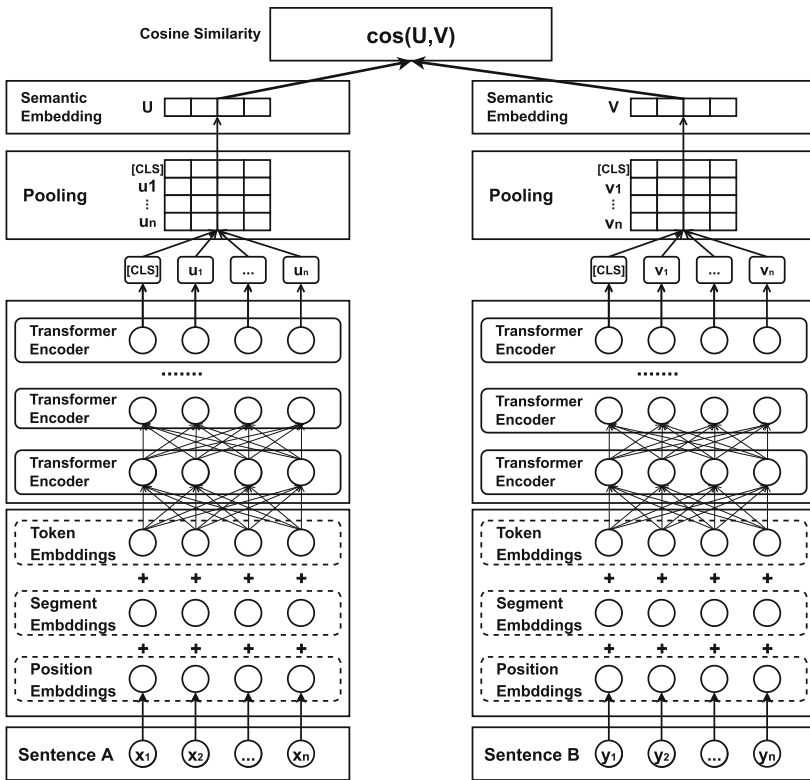 Cosine Similarity cos(U,V)
Semantic
Embedding U
Semantic
Embedding V
Pooling
[CLS]
u1
⋮
un
Pooling
[CLS]
v1
⋮
vn
[CLS] u1 ... un
[CLS] v1 ... vn
Transformer
Encoder
Transformer
Encoder
.......
.......
Transformer
Encoder
Transformer
Encoder
Transformer
Encoder
Transformer
Encoder
Token
Embddings
Token
Embddings
+ + + +
+ + + +
Segment
Embddings
Segment
Embddings
+ + + +
+ + + +
Position
Embddings
Position
Embddings
Sentence A x1 x2 ... xn
Sentence B y1 y2 ... yn